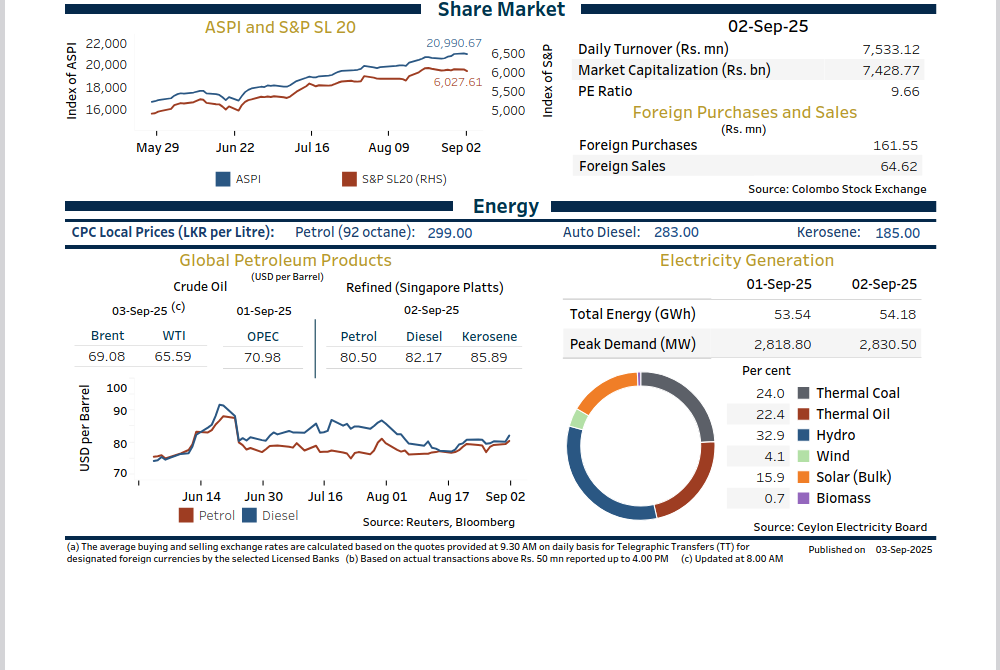 Share Market
ASPI and S&P SL 20
Index of ASPI
22,000
20,000
18,000
16,000
20,990.67
6,027.61
6,500
6,000
5,500
5,000
Index of S&P
May 29 Jun 22 Jul 16 Aug 09 Sep 02
ASPI S&P SL20 (RHS)
02-Sep-25
Daily Turnover (Rs. mn) 7,533.12
Market Capitalization (Rs. bn) 7,428.77
PE Ratio 9.66
Foreign Purchases and Sales
(Rs. mn)
Foreign Purchases 161.55
Foreign Sales 64.62
Source: Colombo Stock Exchange
Energy
CPC Local Prices (LKR per Litre): Petrol (92 octane): 299.00 Auto Diesel: 283.00 Kerosene: 185.00
Global Petroleum Products
(USD per Barrel)
Crude Oil Refined (Singapore Platts)
03-Sep-25 (c) 01-Sep-25 02-Sep-25
Brent WTI OPEC Petrol Diesel Kerosene
69.08 65.59 70.98 80.50 82.17 85.89
USD per Barrel
100
90
80
70
Jun 14 Jun 30 Jul 16 Aug 01 Aug 17 Sep 02
Petrol Diesel
Source: Reuters, Bloomberg
Electricity Generation
01-Sep-25 02-Sep-25
Total Energy (GWh) 53.54 54.18
Peak Demand (MW) 2,818.80 2,830.50
Per cent
24.0 Thermal Coal
22.4 Thermal Oil
32.9 Hydro
4.1 Wind
15.9 Solar (Bulk)
0.7 Biomass
Source: Ceylon Electricity Board
(a) The average buying and selling exchange rates are calculated based on the quotes provided at 9.30 AM on daily basis for Telegraphic Transfers (TT) for
designated foreign currencies by the selected Licensed Banks (b) Based on actual transactions above Rs. 50 mn reported up to 4.00 PM (c) Updated at 8.00 AM
Published on 03-Sep-2025